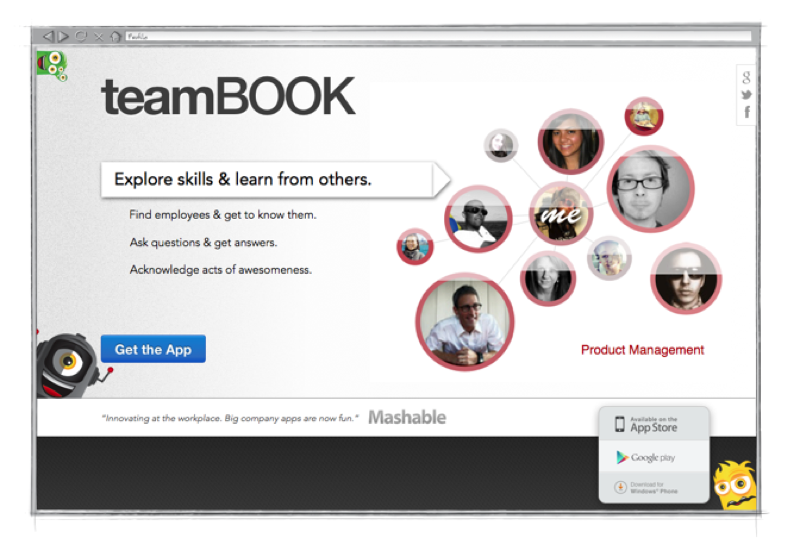 Profile
teamBOOK
Explore skills & learn from others.
Find employees & get to know them.
Ask questions & get answers.
Acknowledge acts of awesomeness.
me
Get the App
Product Management
"Innovating at the workplace. Big company apps are now fun." Mashable
Available on the
App Store
Google play
Download for
Windows® Phone